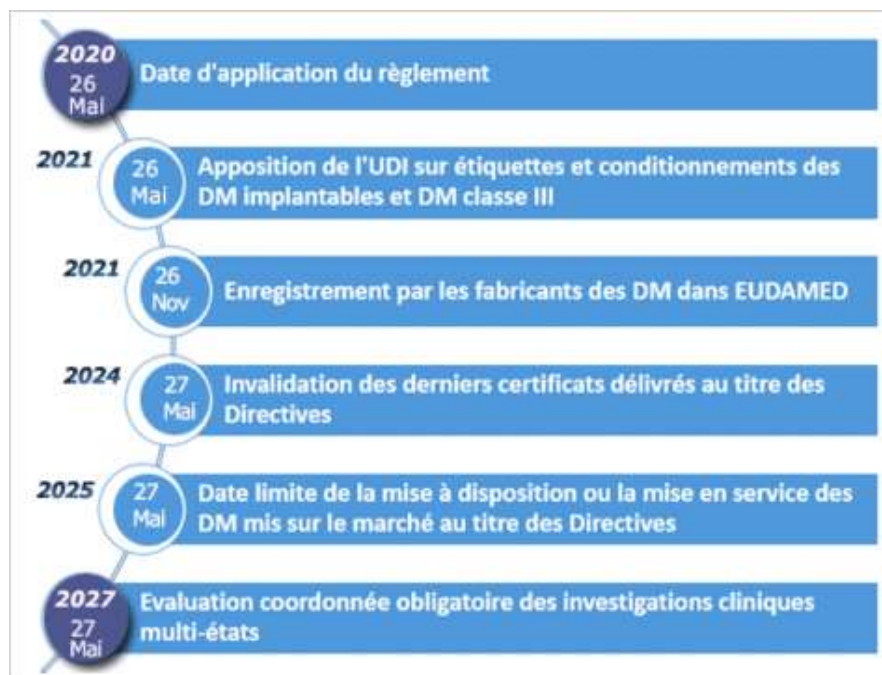 2020
26
Mai
Date d'application du règlement
2021
26
Mai
Apposition de l'UDI sur étiquettes et conditionnements des
DM implantables et DM classe III
2021
26
Nov
Enregistrement par les fabricants des DM dans EUDAMED
2024
27
Mai
Invalidation des derniers certificats délivrés au titre des
Directives
2025
27
Mai
Date limite de la mise à disposition ou la mise en service des
DM mis sur le marché au titre des Directives
2027
27
Mai
Evaluation coordonnée obligatoire des investigations cliniques
multi-états